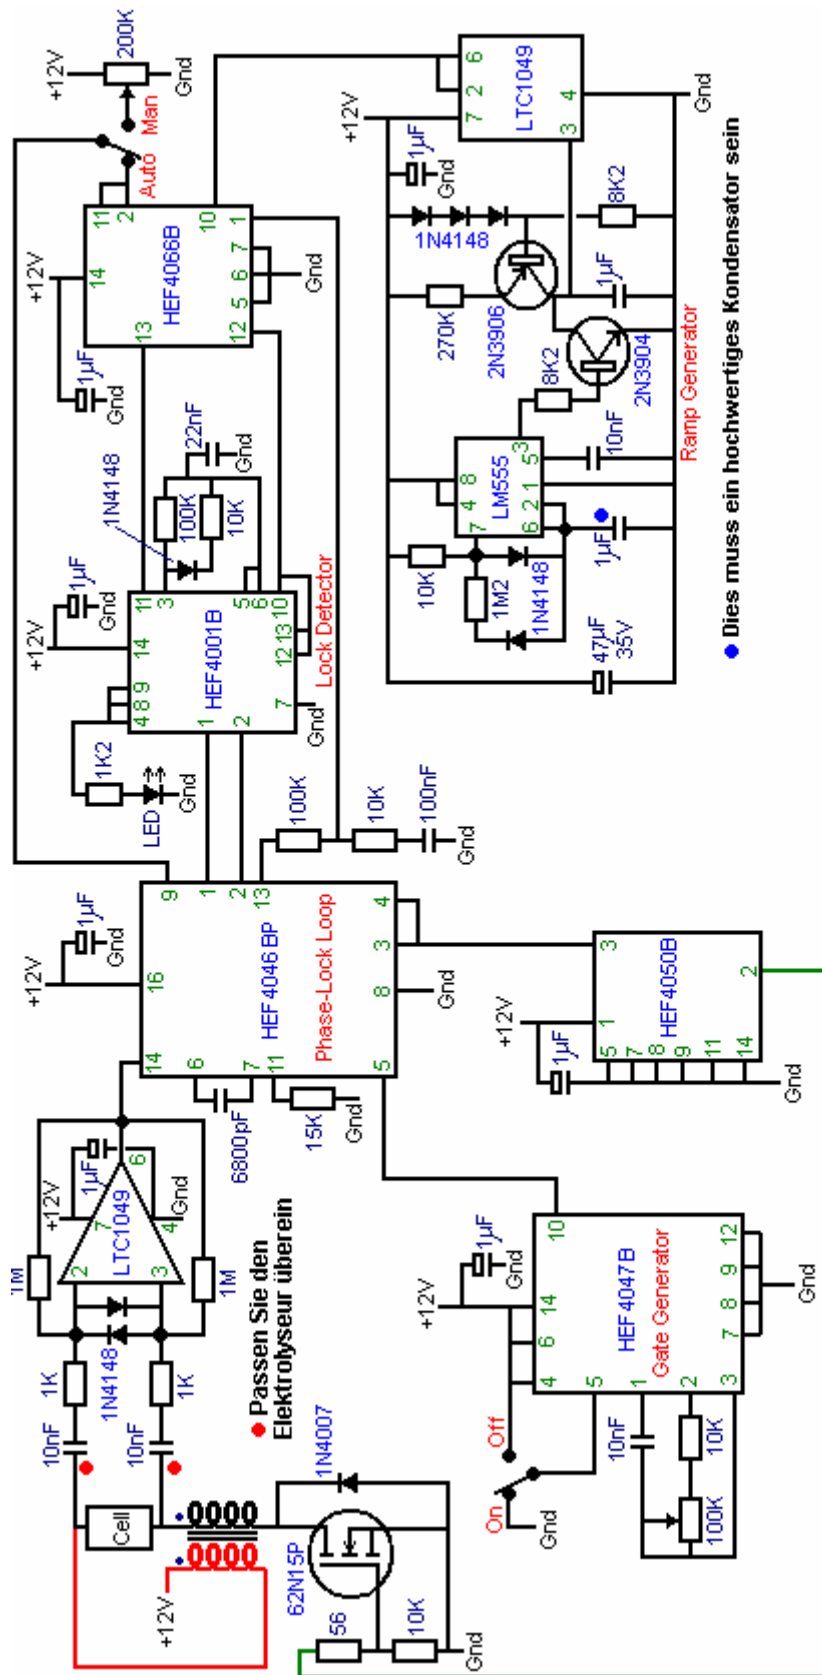 +12V
200K
Gnd
Man
Auto
11
2
+12V
14
HEF4066B
10
1
7
6
5
12
13
Gnd
1µF
Gnd
6
2
7
LTC1049
4
3
+12V
1µF
Gnd
Gnd
1N4148
8K2
270K
2N3906
1µF
2N3904
8K2
Ramp Generator
3
8
4
LM555
5
1
2
6
7
10nF
10K
1M2
1N4148
1µF
47µF
35V
Dies muss ein hochwertiges Kondensator sein
1N4148
100K
10K
22nF
Gnd
+12V
1µF
Gnd
11
3
14
5
6
10
HEF4001B
13
12
Lock Detector
9
8
4
1
2
7
Gnd
1K2
LED
Gnd
100K
10K
100nF
Gnd
9
1
2
13
+12V
1µF
Gnd
16
HEF4046BP
Phase-Lock Loop
4
3
8
Gnd
14
6
7
11
5
6800pF
15K
Gnd
3
2
HEF4050B
+12V
1
1µF
5
7
8
9
11
14
Gnd
1M
+12V
1µF
7
6
LTC1049
4
Gnd
2
3
1M
1K
1N4148
1K
10nF
10nF
Passen Sie den
Elektrolyseur überein
Cell
+12V
1N4007
62N15P
56
10K
Gnd
+12V
1µF
Gnd
10
14
HEF4047B
Gate Generator
12
9
8
7
Gnd
6
4
5
1
2
3
Off
On
Gnd
10nF
10K
100K